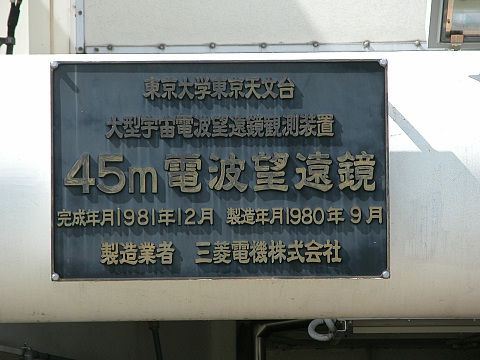 東京大学東京天文台
大型宇宙電波望遠鏡観測装置
45m電波望遠鏡
完成年月1981年12月 製造年月1980年9月
製造業者 三菱電機株式会社